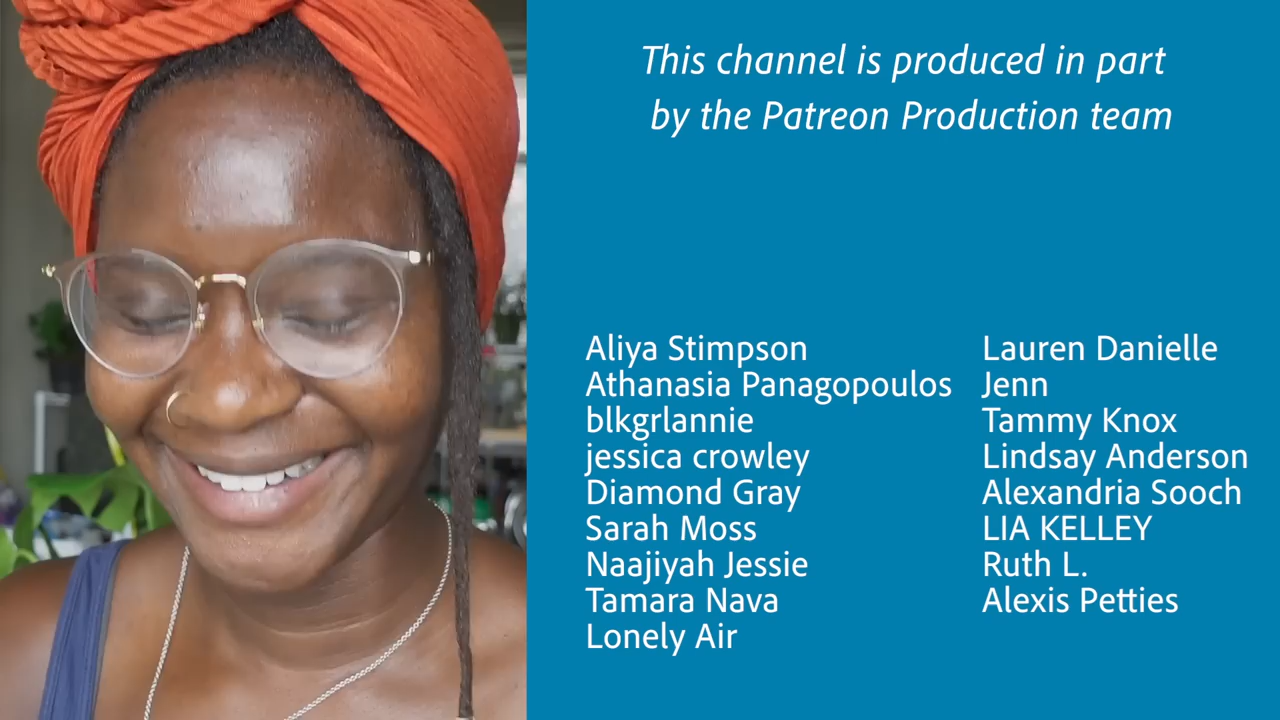 This channel is produced in part
by the Patreon Production team
Aliya Stimpson
Athanasia Panagopoulos
blkgrlannie
jessica crowley
Diamond Gray
Sarah Moss
Naajiyah Jessie
Tamara Nava
Lonely Air
Lauren Danielle
Jenn
Tammy Knox
Lindsay Anderson
Alexandria Sooch
LIA KELLEY
Ruth L.
Alexis Petties